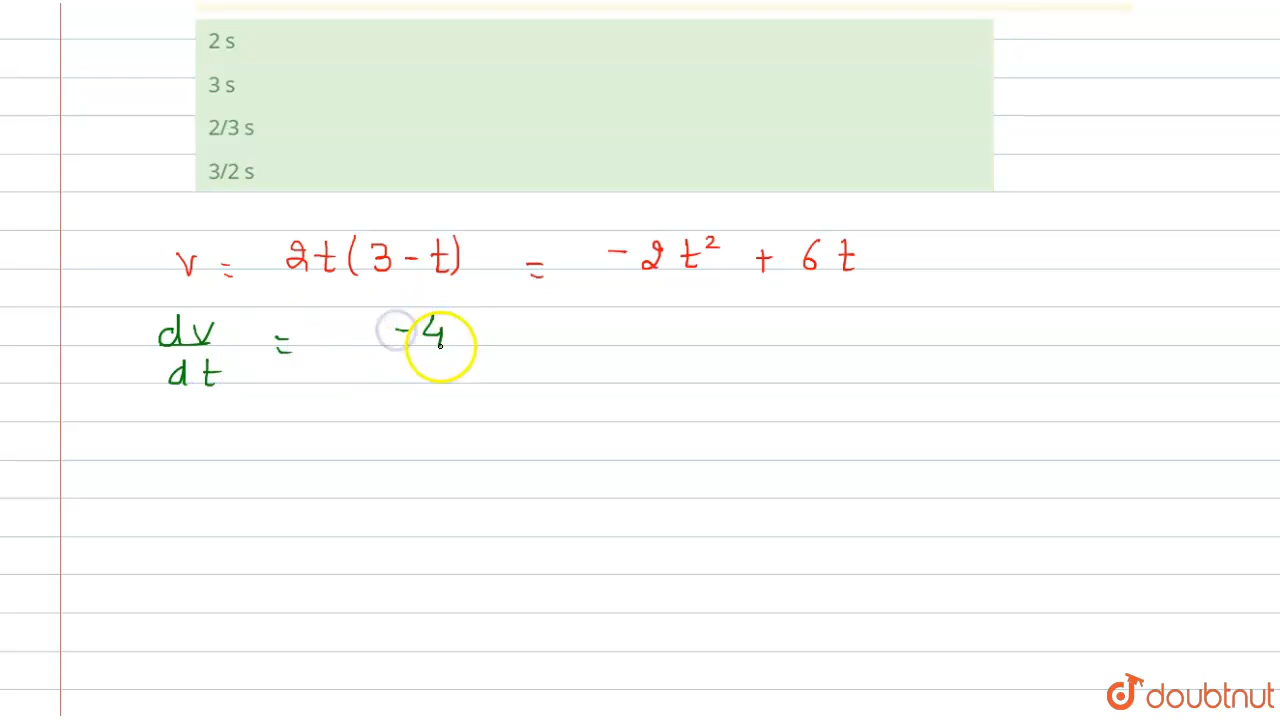 2 s
3 s
2/3 s
3/2 s
v = 2t(3-t) = -2t² + 6t
dv/dt = -4
doubtnut